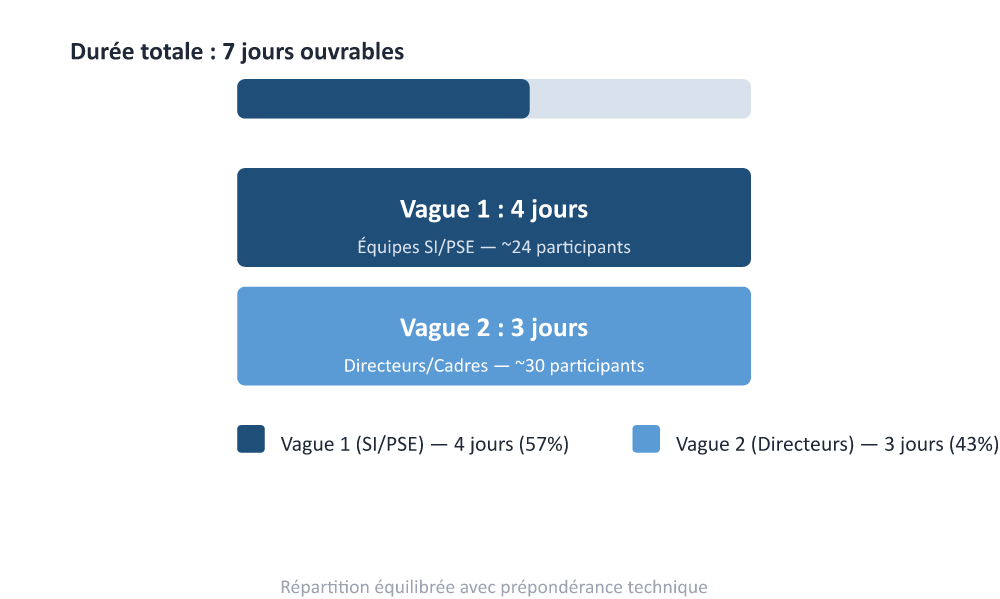 Durée totale : 7 jours ouvrables
Vague 1 : 4 jours
Équipes SI/PSE — ~24 participants
Vague 2 : 3 jours
Directeurs/Cadres — ~30 participants
Vague 1 (SI/PSE) — 4 jours (57%)
Vague 2 (Directeurs) — 3 jours (43%)
Répartition équilibrée avec prépondérance technique